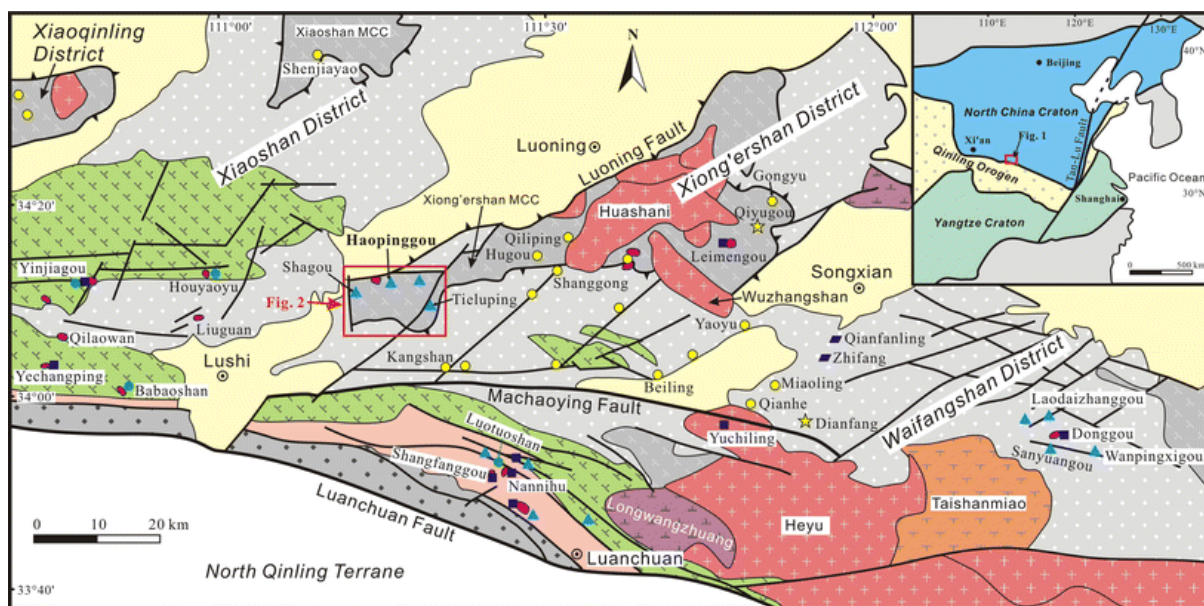 111°00'
111°30'
112°00'
Xiaoqinling
District
Xiaoshan MCC
Shenjiayao
Xiaoshan District
N
Luoning
Luoning Fault
Xiong'ershan District
Gongyu
Huashani
Qiyugou
34°20'
Xiong'ershan MCC
Haopinggou
Qiliping
Hugou
Leimengou
Songxian
Yinjiagou
Houyaoyu
Shagou
Shanggong
Fig. 2
Tieluping
Wuzhangshan
Liuguan
Qilaowan
Yaoyu
Qianfanling
Zhifang
Lushi
Kangshan
Yechangping
Babaoshan
Beiling
Miaoling
34°00'
Machaoying Fault
Qianhe
Dianfang
Waifangshan District
Laodaizhanggou
Luotuoshan
Yuchiling
Donggou
Shangfanggou
Sanyuangou
Wanpingxigou
Nannihu
Luanchuan Fault
Longwangzhuang
Heyu
Taishanmiao
0 10 20 km
Luanchuan
North Qinling Terrane
33°40'
110°E
120°E
130°E
40°N
Beijing
North China Craton
Xi'an
Fig. 1
Tan-Lu Fault
Qinling Orogen
Pacific Ocean
30°N
Shanghai
Yangtze Craton
0 500 km